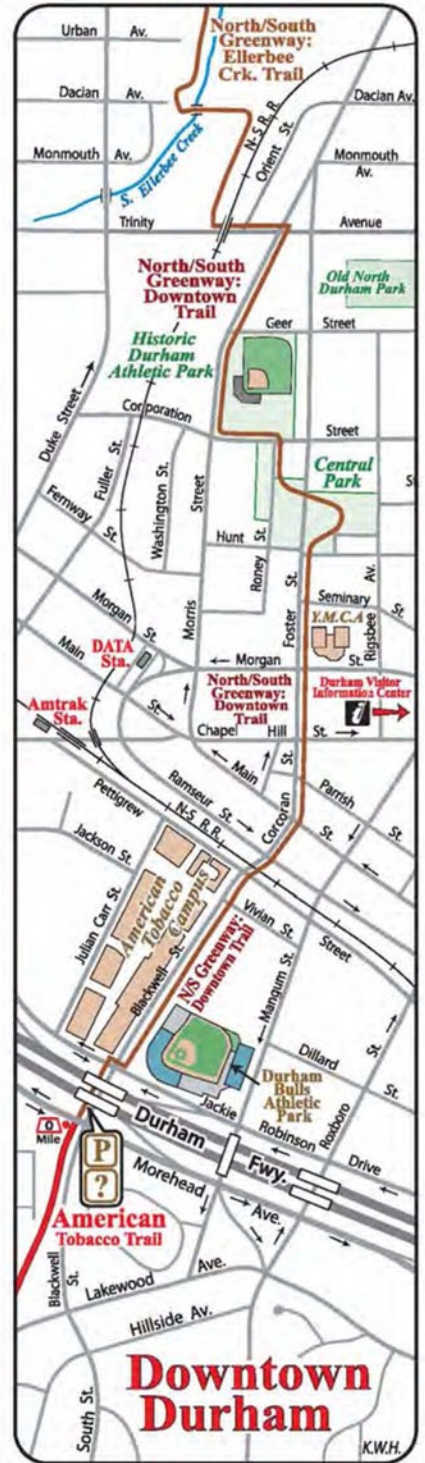 Urban Av.
North/South
Greenway:
Ellerbee
Crk. Trail
Dacian Av.
Dacian Av.
N-S R.R.
Orient St.
Monmouth Av.
S. Ellerbee Creek
Monmouth
Av.
Trinity Avenue
North/South
Greenway:
Downtown
Trail
Old North
Durham Park
Geer Street
Historic
Durham
Athletic Park
Duke Street
Corporation Street
Fuller St.
Washington St.
Central
Park
Fernway St.
Street
Morris
Hunt St.
Roney
Foster St.
Seminary St.
Y.M.C.A
Rigsbee Av.
Morgan St.
Main St.
DATA
Sta.
Morgan St.
North/South
Greenway:
Downtown
Trail
Durham Visitor
Information Center
i
Amtrak
Sta.
Chapel Hill St.
Main St.
Ramseur St.
Corcoran St.
Parrish St.
Pettigrew Street
N-S R.R.
Jackson St.
Julian Carr St.
American
Tobacco
Campus
Blackwell St.
N/S Greenway:
Downtown Trail
Vivian St.
Mangum St.
Dillard St.
Roxboro St.
Durham
Bulls
Athletic
Park
Jackie Robinson Drive
Durham Fwy.
0
Mile
P
?
Morehead Ave.
American
Tobacco Trail
Blackwell St.
Lakewood Ave.
Hillside Av.
South St.
Downtown
Durham
K.W.H.